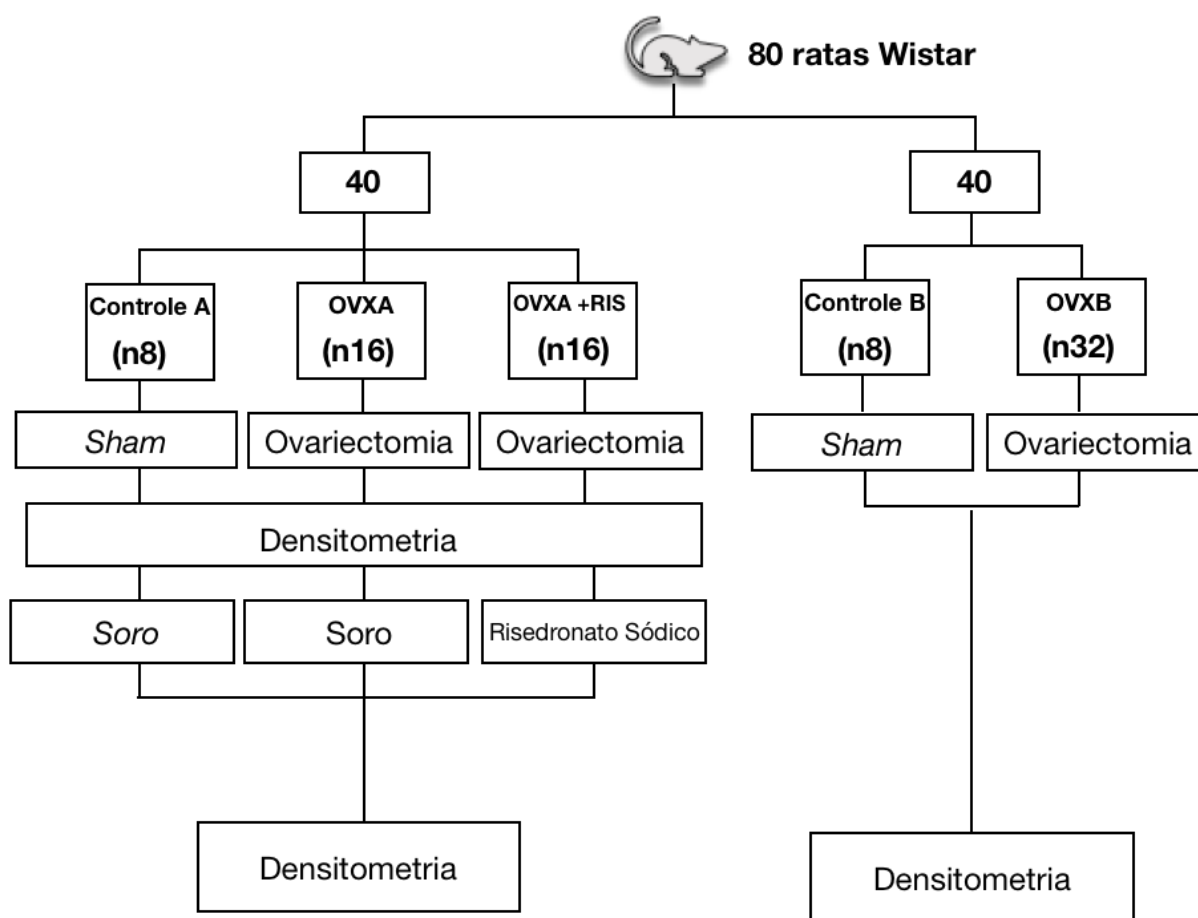 80 ratas Wistar
40
40
Controle A
(n8)
OVXA
(n16)
OVXA +RIS
(n16)
Controle B
(n8)
OVXB
(n32)
Sham
Ovariectomia
Ovariectomia
Sham
Ovariectomia
Densitometria
Soro
Soro
Risedronato Sódico
Densitometria
Densitometria